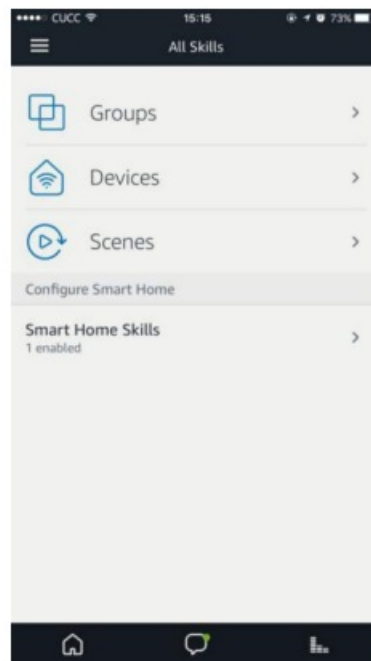 CUCC 15:15 73%
All Skills
Groups
Devices
Scenes
Configure Smart Home
Smart Home Skills
1 enabled